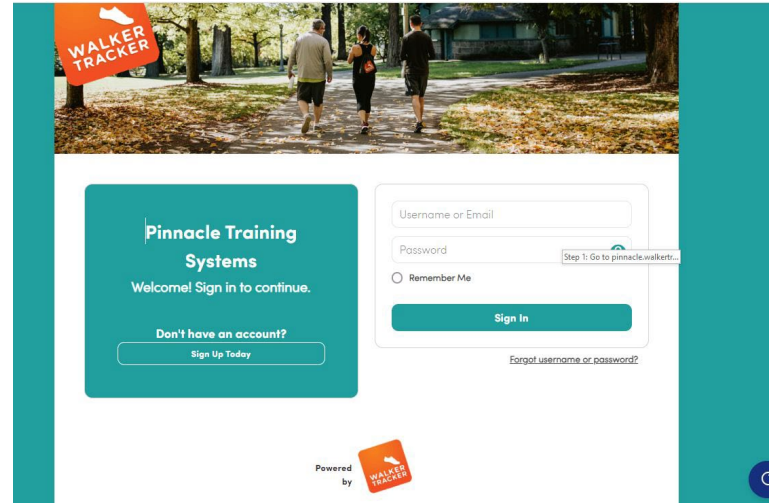 WALKER
TRACKER
Pinnacle Training
Systems
Welcome! Sign in to continue.
Don't have an account?
Sign Up Today
Username or Email
Password
Step 1: Go to pinnacle.walkertr...
Remember Me
Sign In
Forgot username or password?
Powered
by
WALKER
TRACKER